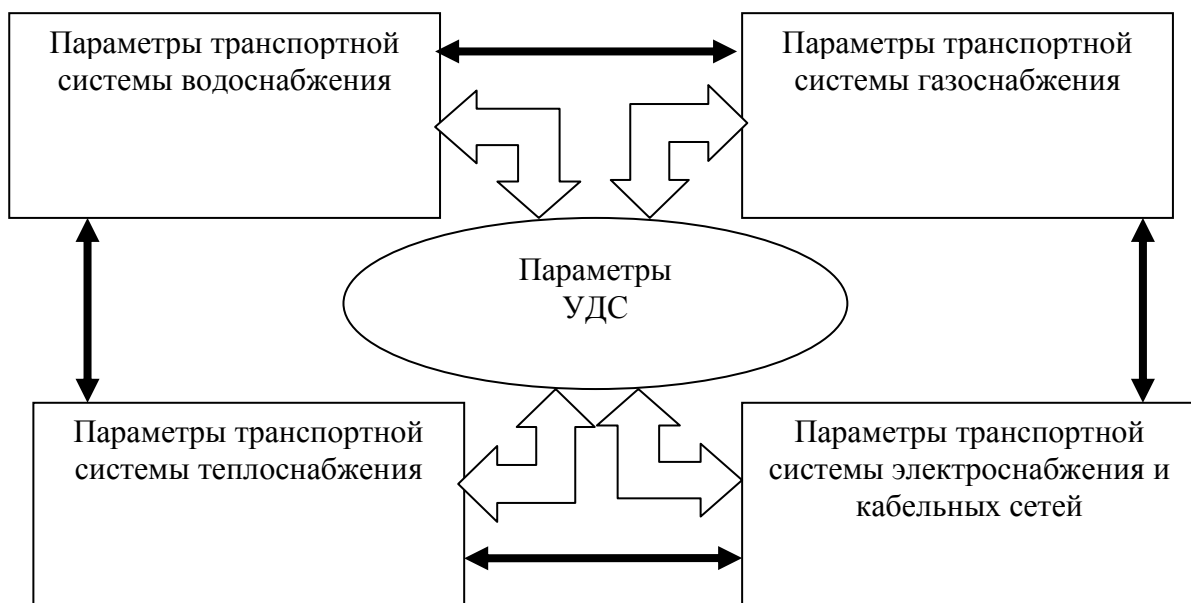 Параметры транспортной
системы водоснабжения
Параметры транспортной
системы газоснабжения
Параметры
УДС
Параметры транспортной
системы теплоснабжения
Параметры транспортной
системы электроснабжения и
кабельных сетей